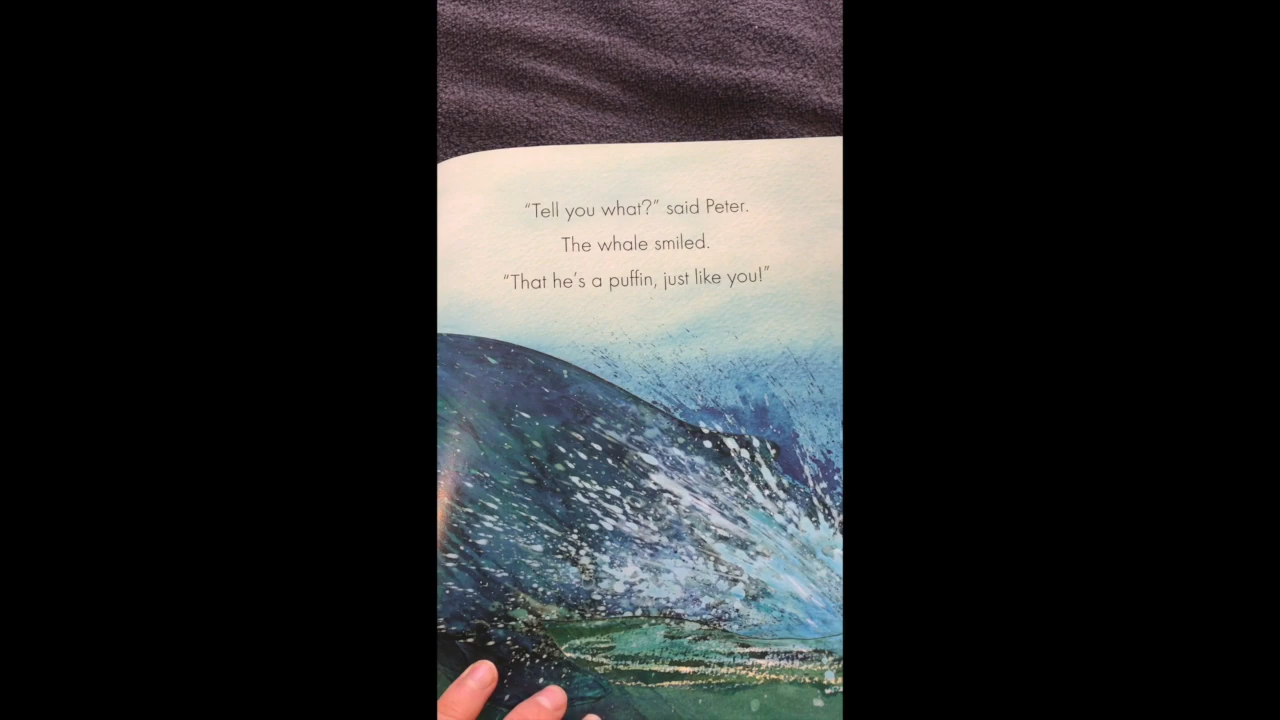 “Tell you what?” said Peter.
The whale smiled.
“That he’s a puffin, just like you!”